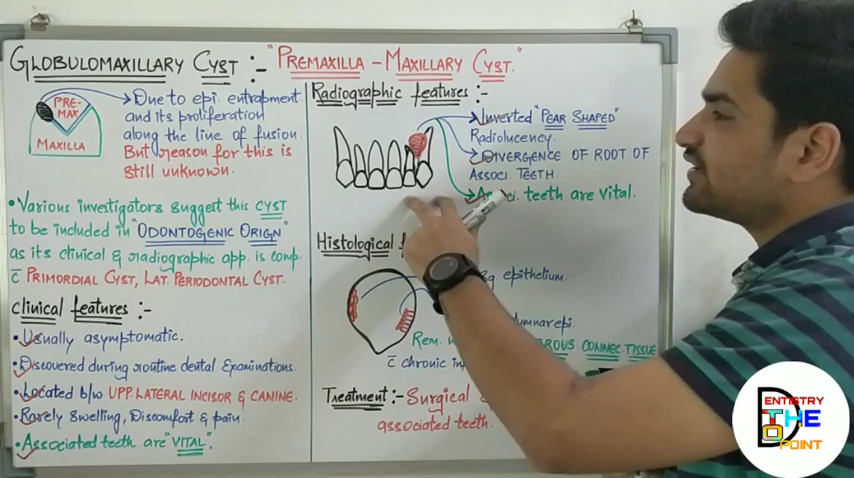 GLOBULOMAXILLARY CYST :- "PREMAXILLA - MAXILLARY CYST."
PRE-
MAX
MAXILLA
Due to epi. entrapment
and its proliferation
along the line of fusion.
But reason for this is
still unknown.
• Various investigators suggest this CYST
to be included in "ODONTOGENIC ORIGN"
as its clinical & radiographic app. is comp.
c̄ PRIMORDIAL CYST, LAT. PERIODONTAL CYST.
Clinical features :-
• Usually asymptomatic.
• Discovered during routine dental Examinations.
• Located b/w UPP. LATERAL INCISOR & CANINE.
• Rarely swelling, Discomfort & pain.
• Associated teeth are "VITAL".
Radiographic features :-
Inverted "PEAR SHAPED"
Radiolucency.
CONVERGENCE OF ROOT OF
ASSOCI. TEETH.
Associ. teeth are Vital.
Histological
Sq. epithelium.
epi.
FIBROUS CONNEC. TISSUE
c̄ chronic
Treatment :- Surgical
associated teeth.
DENTISTRY
THE
POINT